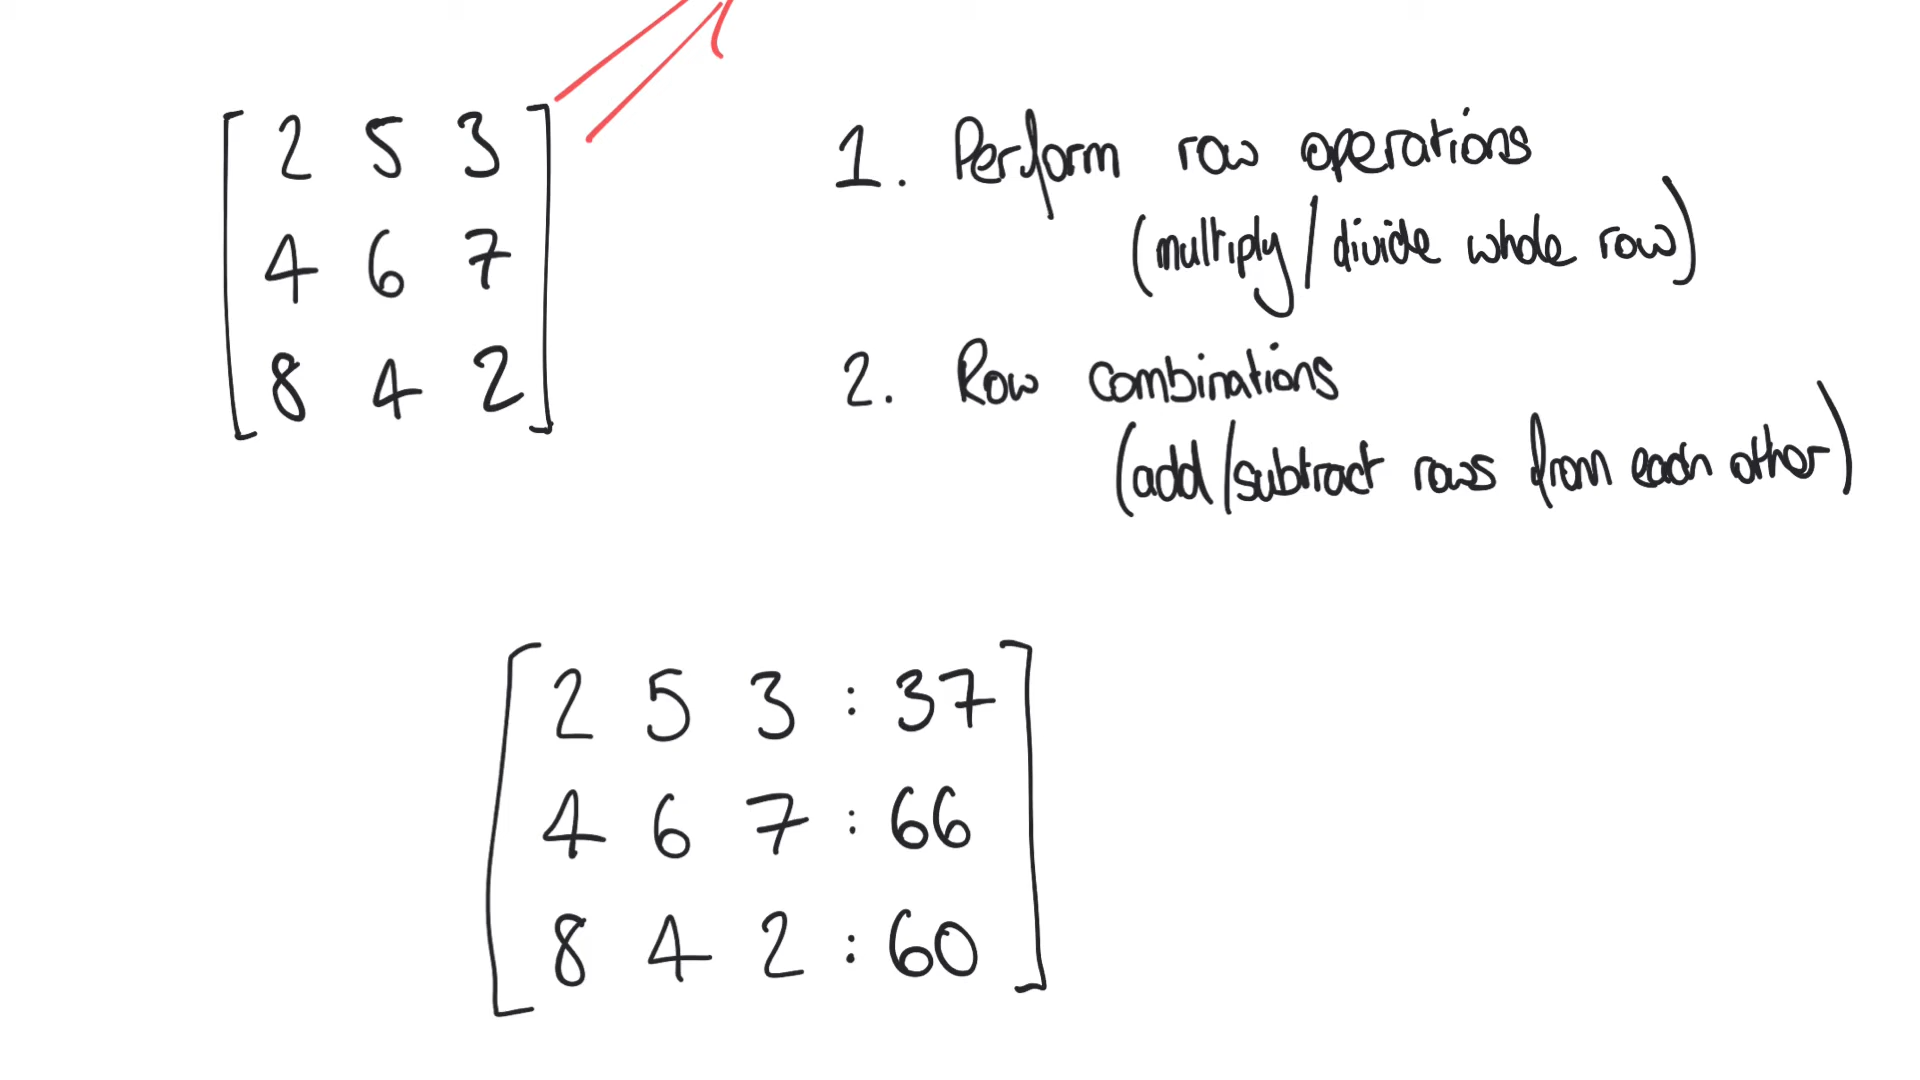 2 5 3
4 6 7
8 4 2
1. Perform row operations
(multiply/divide whole row)
2. Row combinations
(add/subtract rows from each other)
2 5 3 : 37
4 6 7 : 66
8 4 2 : 60